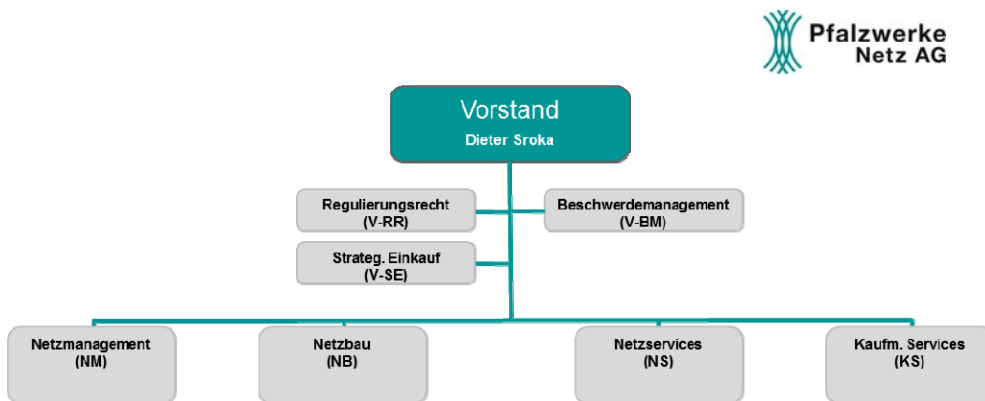 Pfalzwerke
Netz AG
Vorstand
Dieter Sroka
Regulierungsrecht
(V-RR)
Beschwerdemanagement
(V-BM)
Strateg. Einkauf
(V-SE)
Netzmanagement
(NM)
Netzbau
(NB)
Netzservices
(NS)
Kaufm. Services
(KS)